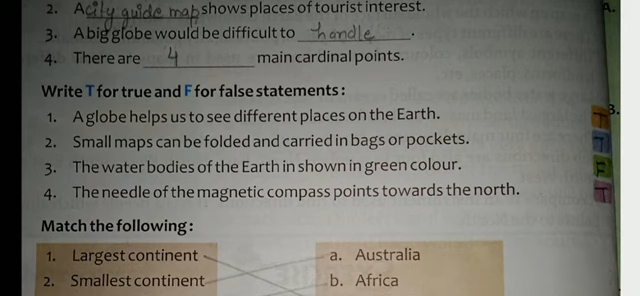 2. A city guide map shows places of tourist interest. A.
3. A big globe would be difficult to handle.
4. There are 4 main cardinal points.
Write T for true and F for false statements:
3.
1. A globe helps us to see different places on the Earth. T
2. Small maps can be folded and carried in bags or pockets. T
3. The water bodies of the Earth in shown in green colour. F
4. The needle of the magnetic compass points towards the north. T
Match the following:
1. Largest continent a. Australia
2. Smallest continent b. Africa